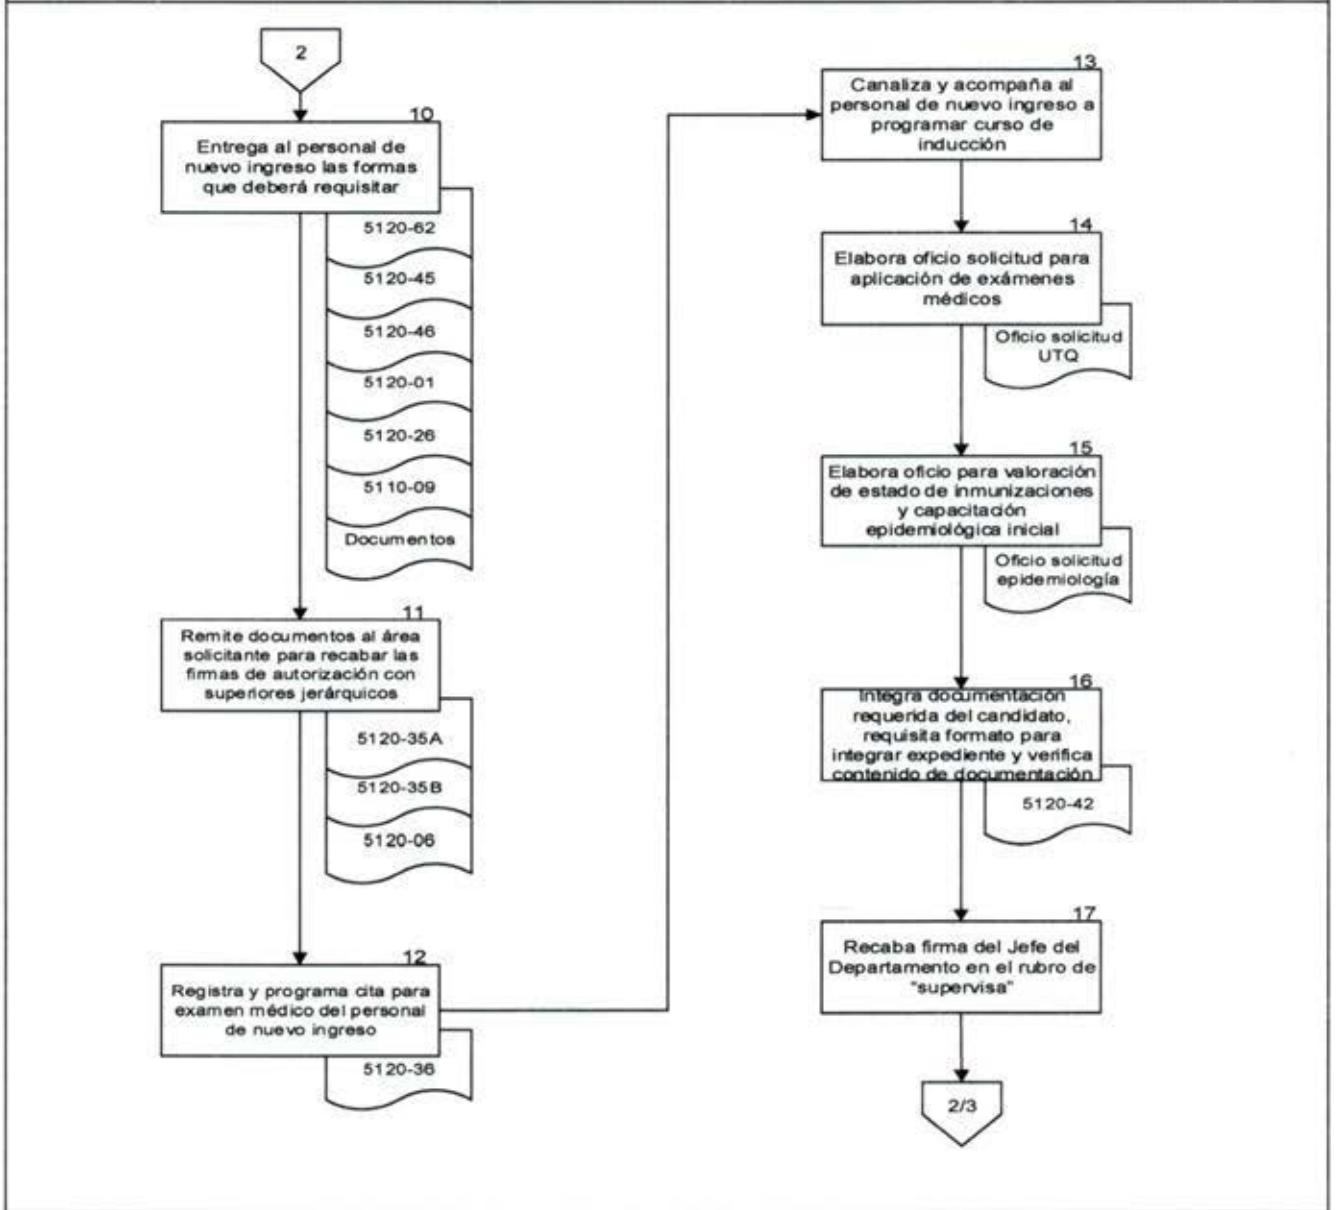 2
10
Entrega al personal de
nuevo ingreso las formas
que deberá requisitar
5120-62
5120-45
5120-46
5120-01
5120-26
5110-09
Documentos
11
Remite documentos al área
solicitante para recabar las
firmas de autorización con
superiores jerárquicos
5120-35A
5120-35B
5120-06
12
Registra y programa cita para
examen médico del personal
de nuevo ingreso
5120-36
13
Canaliza y acompaña al
personal de nuevo ingreso a
programar curso de
inducción
14
Elabora oficio solicitud para
aplicación de exámenes
médicos
Oficio solicitud
UTQ
15
Elabora oficio para valoración
de estado de inmunizaciones
y capacitación
epidemiológica inicial
Oficio solicitud
epidemiología
16
Integra documentación
requerida del candidato,
requisita formato para
integrar expediente y verifica
contenido de documentación
5120-42
17
Recaba firma del Jefe del
Departamento en el rubro de
"supervisa"
2/3